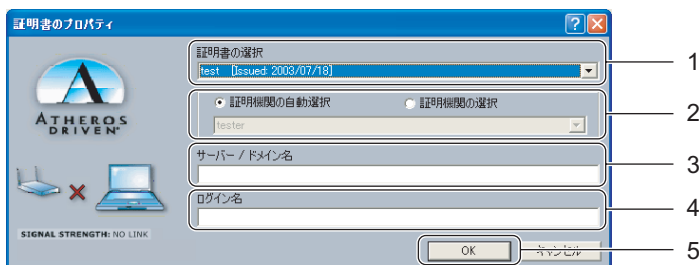 証明書のプロパティ
証明書の選択
test [Issued: 2003/07/18]
1
証明機関の自動選択 証明機関の選択
tester
2
ATHEROS
DRIVEN™
サーバー / ドメイン名
3
ログイン名
4
SIGNAL STRENGTH: NO LINK
OK キャンセル
5